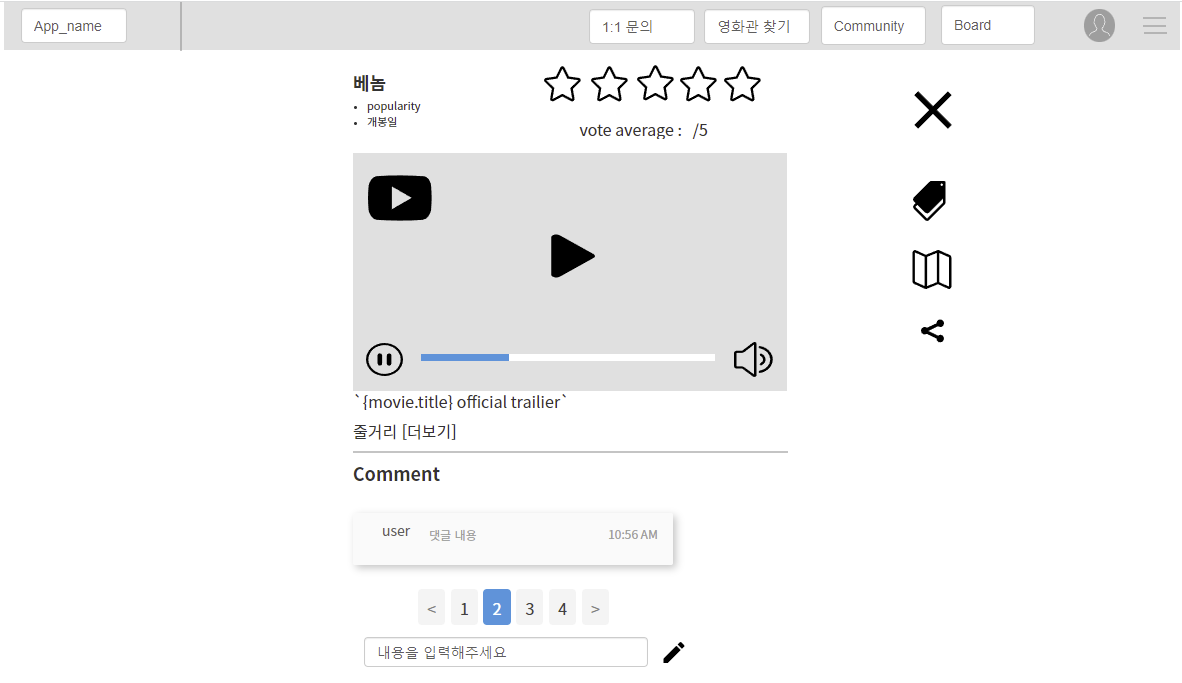 App_name
1:1 문의
영화관 찾기
Community
Board
베놈
• popularity
• 개봉일
vote average : /5
`{movie.title} official trailier`
줄거리 [더보기]
Comment
user 댓글 내용 10:56 AM
< 1 2 3 4 >
내용을 입력해주세요